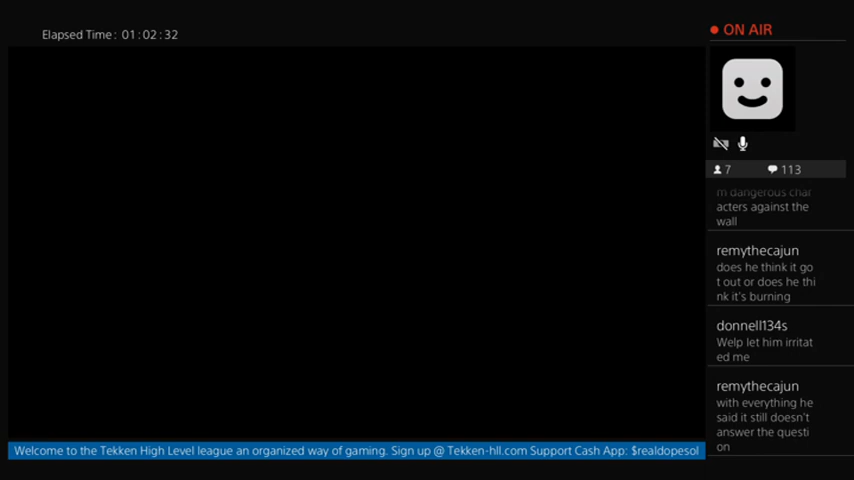 Elapsed Time: 01:02:32
ON AIR
7 113
m dangerous char
acters against the
wall
remythecajun
does he think it go
t out or does he thi
nk it's burning
donnell134s
Welp let him irritat
ed me
remythecajun
with everything he
said it still doesn't
answer the questi
on
Welcome to the Tekken High Level league an organized way of gaming. Sign up @ Tekken-hll.com Support Cash App: $realdopesol